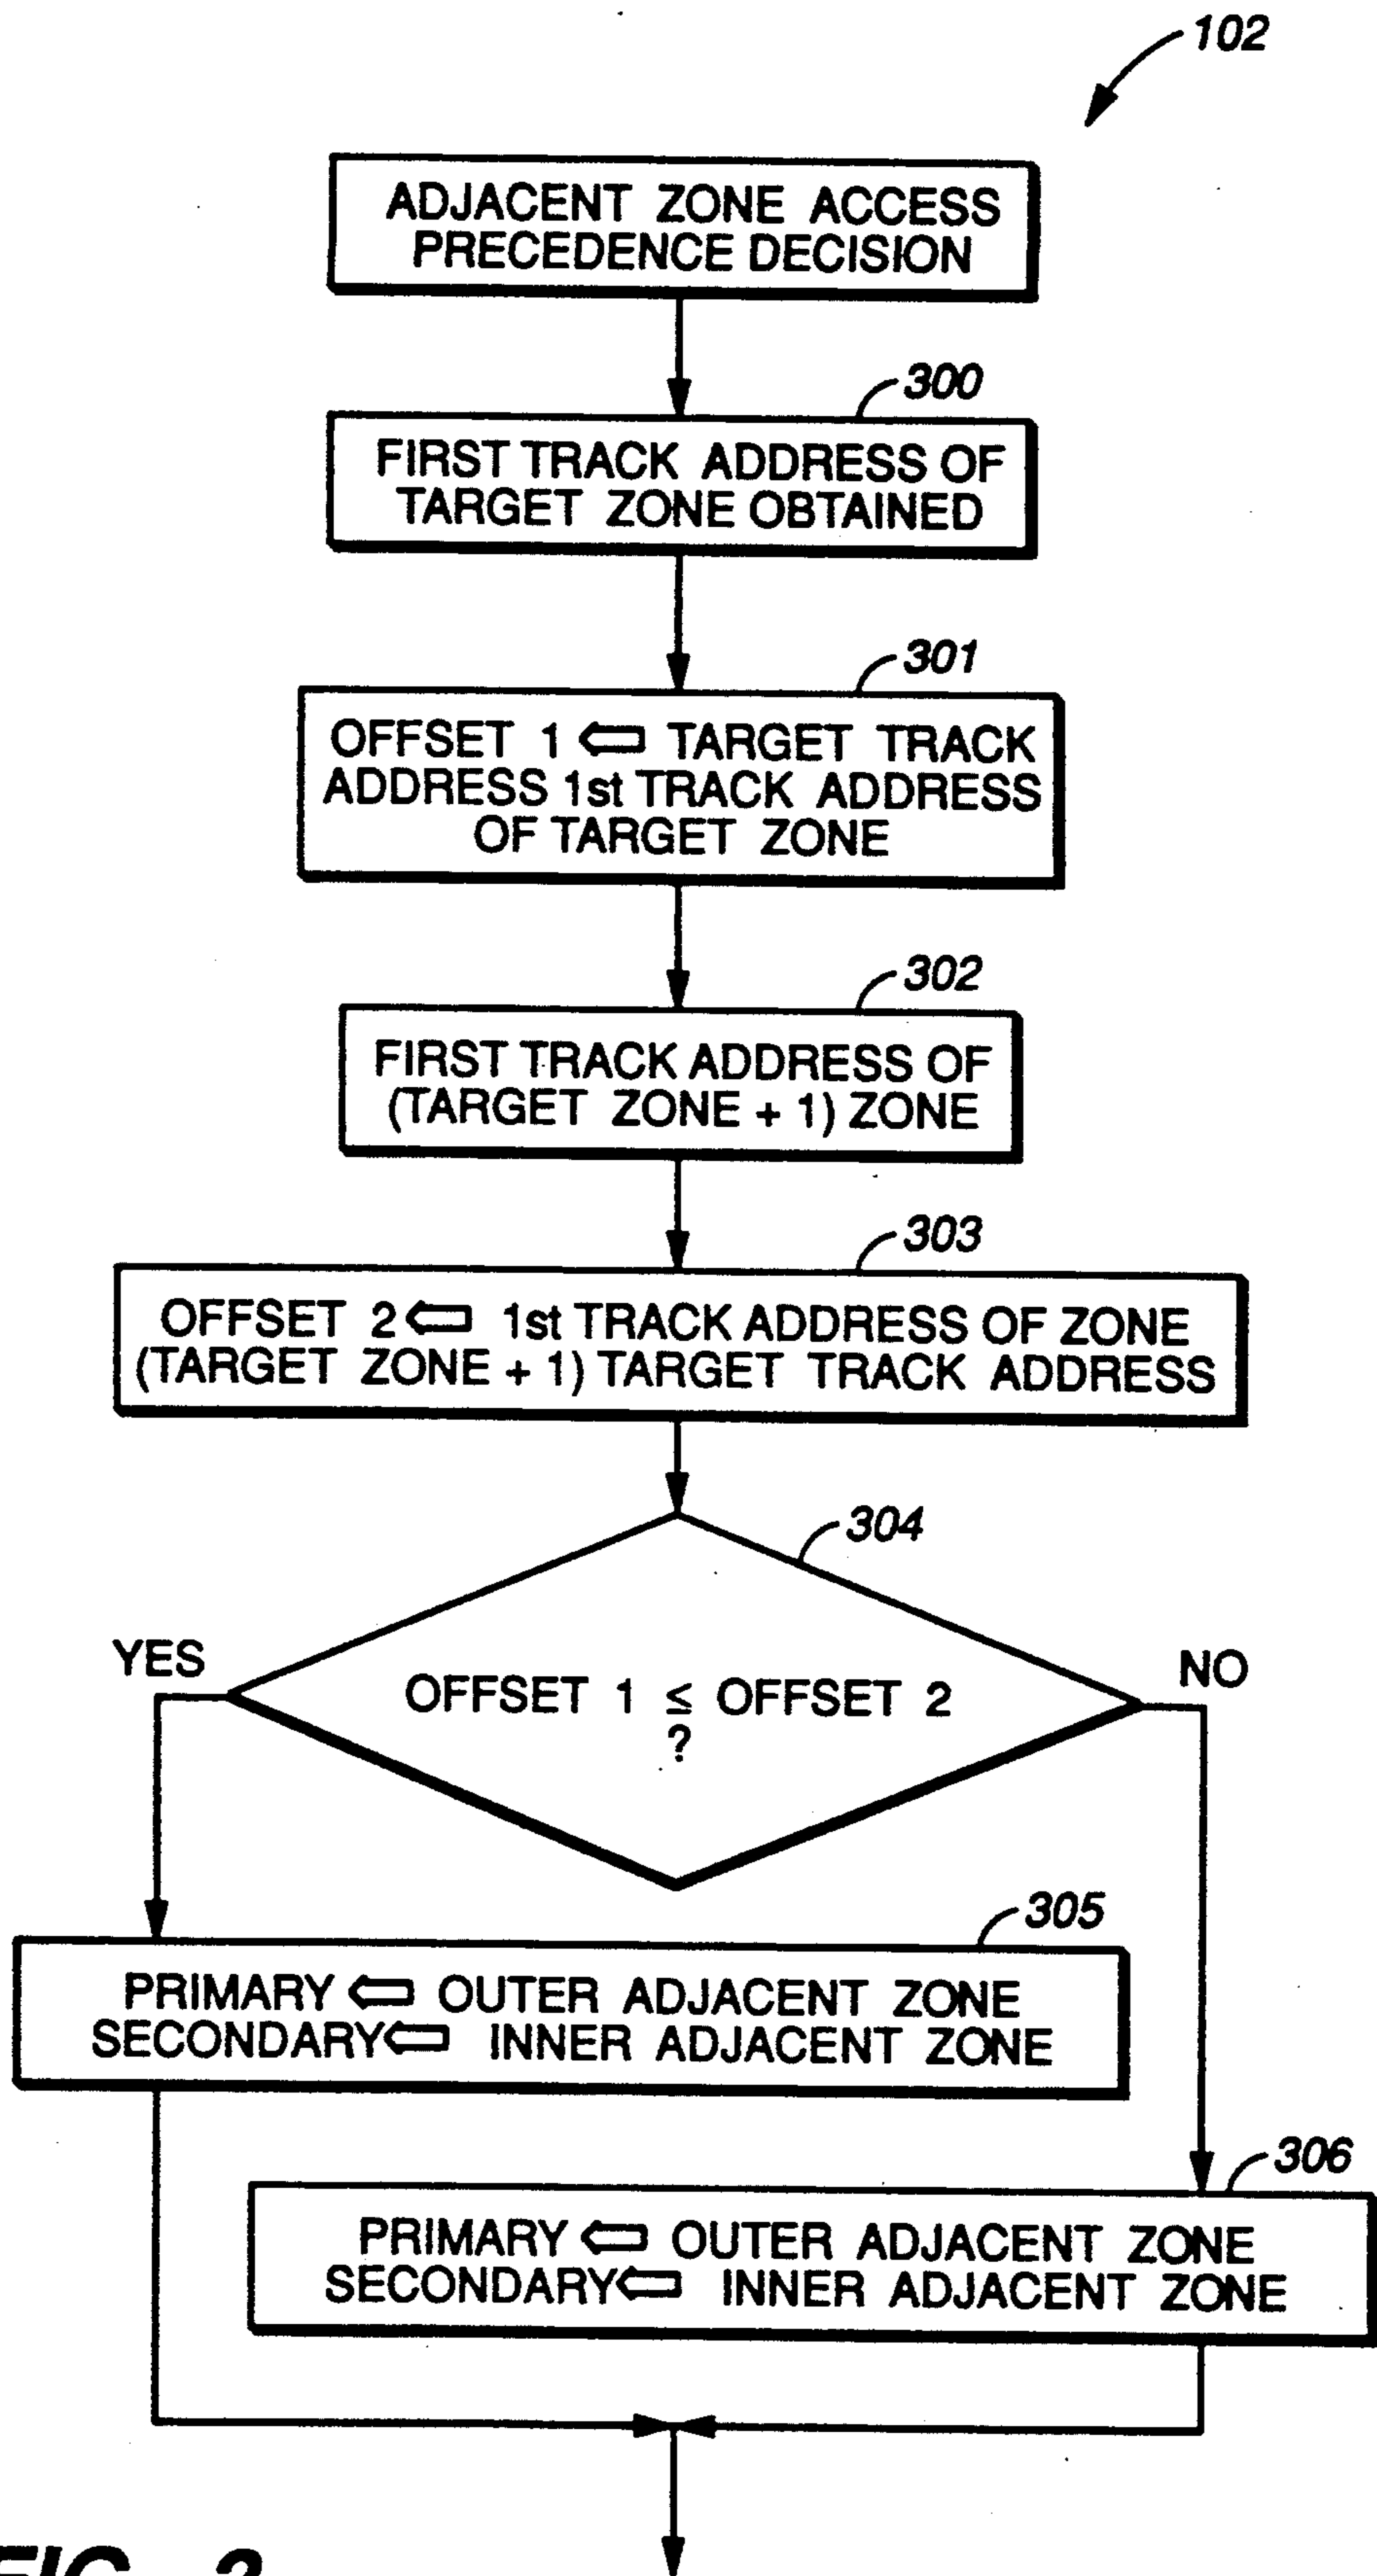 102
ADJACENT ZONE ACCESS
PRECEDENCE DECISION
300
FIRST TRACK ADDRESS OF
TARGET ZONE OBTAINED
301
OFFSET 1 ⇐ TARGET TRACK
ADDRESS 1st TRACK ADDRESS
OF TARGET ZONE
302
FIRST TRACK ADDRESS OF
(TARGET ZONE + 1) ZONE
303
OFFSET 2 ⇐ 1st TRACK ADDRESS OF ZONE
(TARGET ZONE + 1) TARGET TRACK ADDRESS
304
YES
NO
OFFSET 1 ≤ OFFSET 2
?
305
PRIMARY ⇐ OUTER ADJACENT ZONE
SECONDARY ⇐ INNER ADJACENT ZONE
306
PRIMARY ⇐ OUTER ADJACENT ZONE
SECONDARY ⇐ INNER ADJACENT ZONE
FIG.